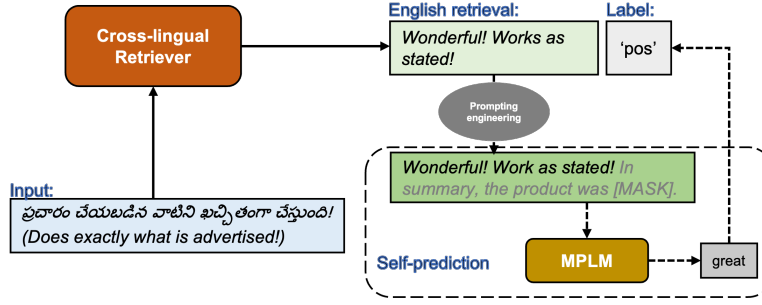 English retrieval:
Label:
Cross-lingual
Retriever
Wonderful! Works as
stated!
'pos'
Prompting
engineering
Input:
ప్రచారం చేయబడిన వాటిని ఖచ్చితంగా చేస్తుంది!
(Does exactly what is advertised!)
Wonderful! Work as stated! In
summary, the product was [MASK].
Self-prediction
MPLM
great